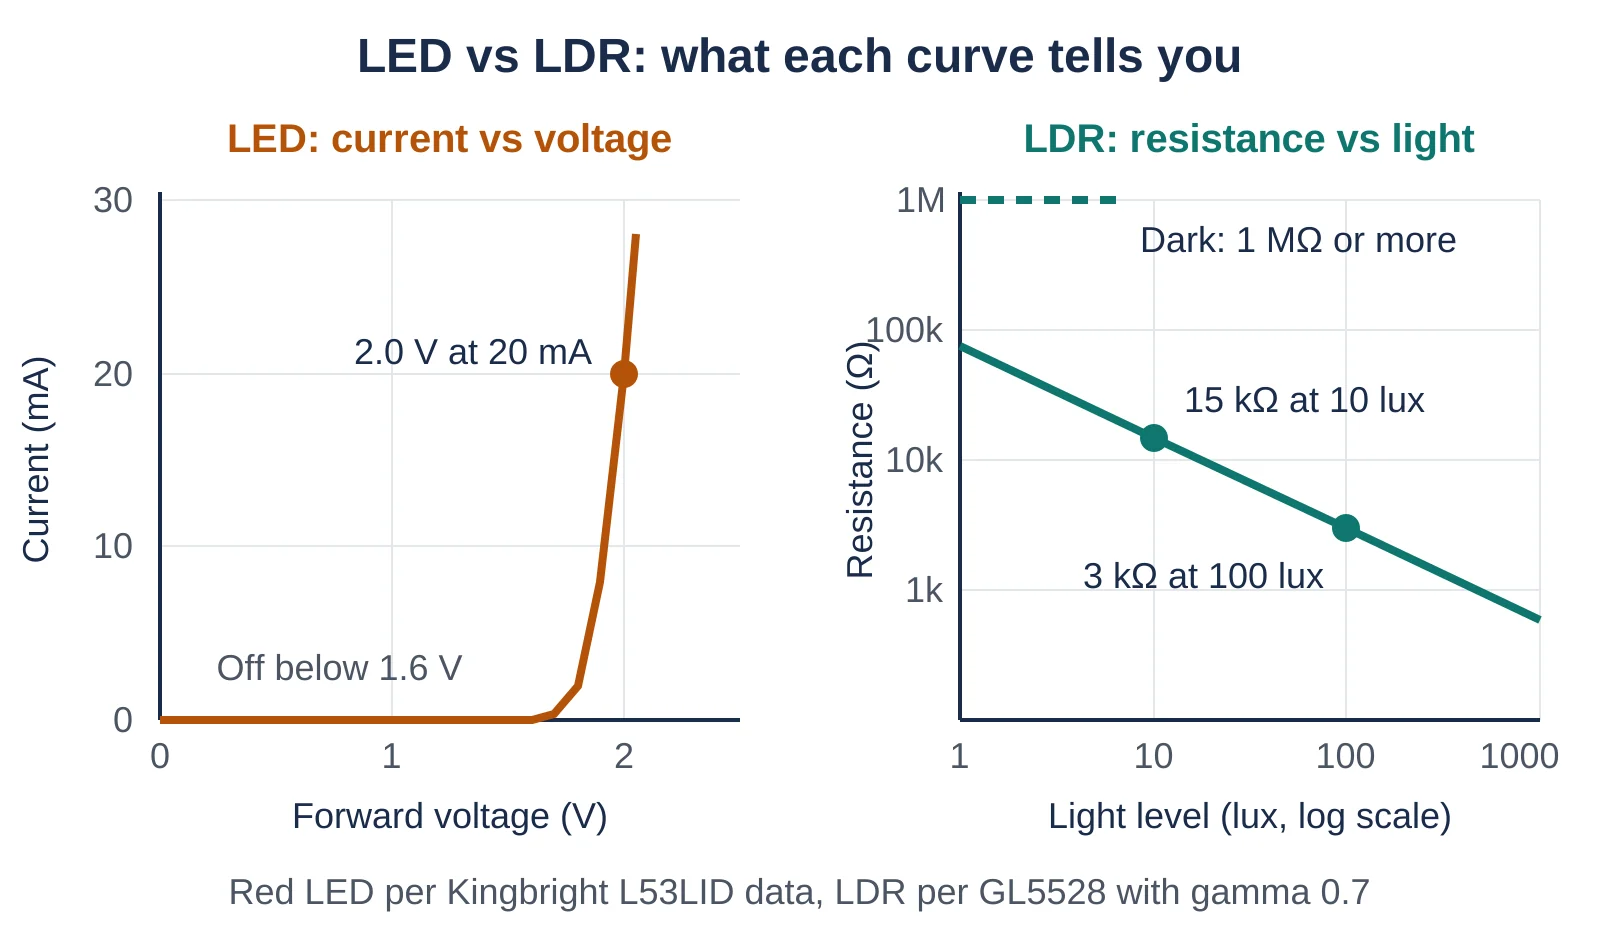 LED vs LDR: what each curve tells you
LED: current vs voltage
30
20
10
0
Current (mA)
2.0 V at 20 mA
Off below 1.6 V
0 1 2
Forward voltage (V)
LDR: resistance vs light
1M
100k
10k
1k
Resistance (Ω)
Dark: 1 MΩ or more
15 kΩ at 10 lux
3 kΩ at 100 lux
1 10 100 1000
Light level (lux, log scale)
Red LED per Kingbright L53LID data, LDR per GL5528 with gamma 0.7